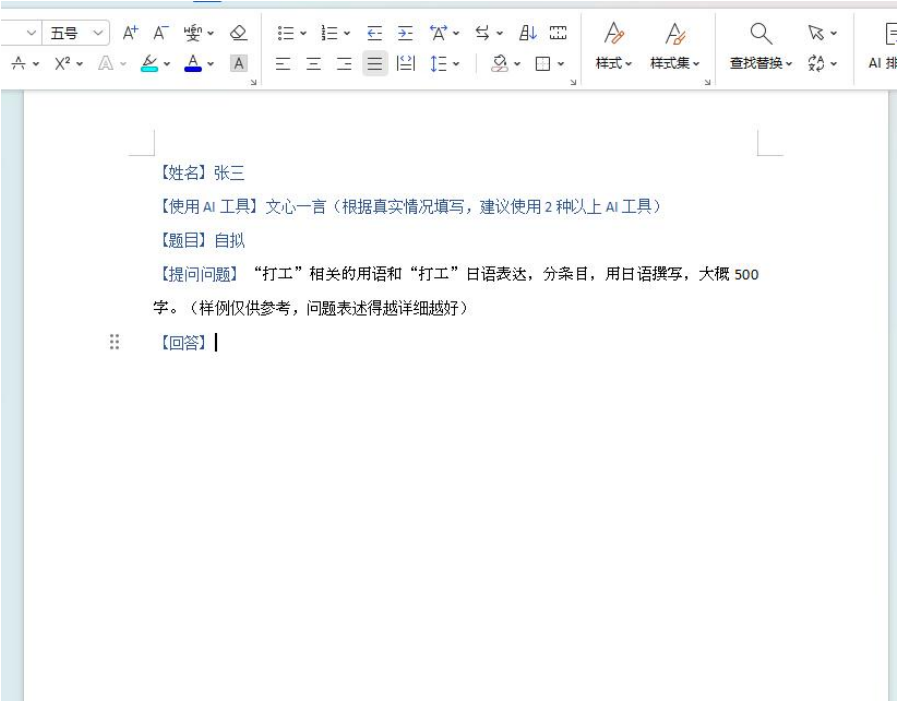 五号 A+ A- wén
X² A A A
样式 样式集 查找替换 AI 排
【姓名】张三
【使用 AI 工具】文心一言（根据真实情况填写，建议使用 2 种以上 AI 工具）
【题目】自拟
【提问问题】“打工”相关的用语和“打工”日语表达，分条目，用日语撰写，大概 500
字。（样例仅供参考，问题表述得越详细越好）
【回答】